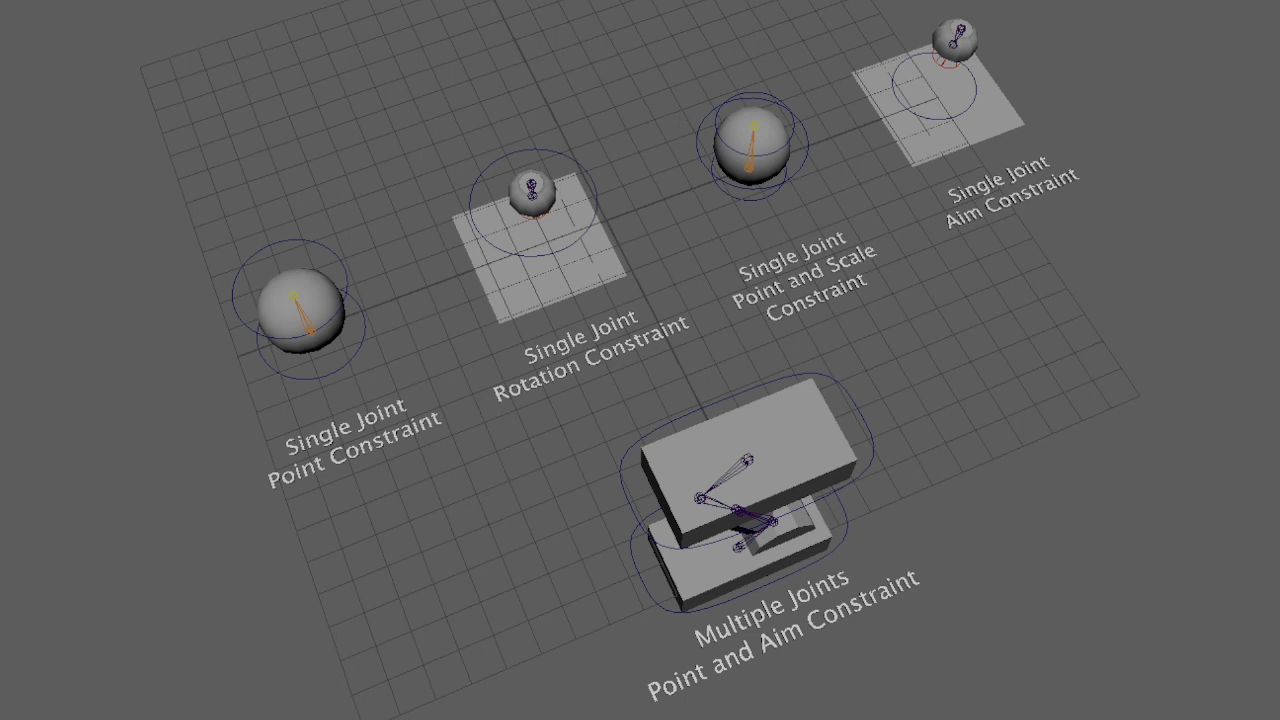 Single Joint
Point Constraint
Single Joint
Rotation Constraint
Single Joint
Point and Scale
Constraint
Single Joint
Aim Constraint
Multiple Joints
Point and Aim Constraint